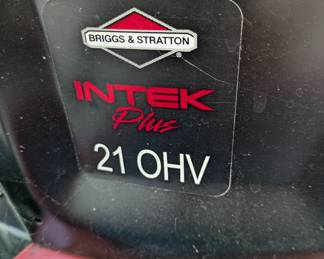 BRIGGS & STRATTON
®
INTEK
Plus
21 OHV